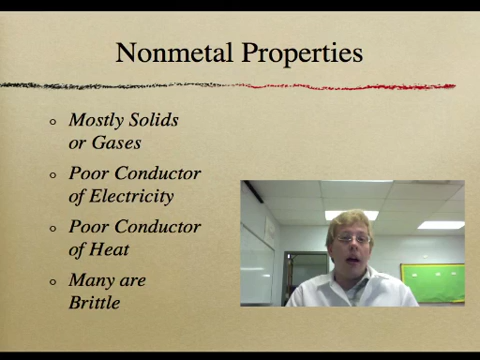 Nonmetal Properties
Mostly Solids
or Gases
Poor Conductor
of Electricity
Poor Conductor
of Heat
Many are
Brittle